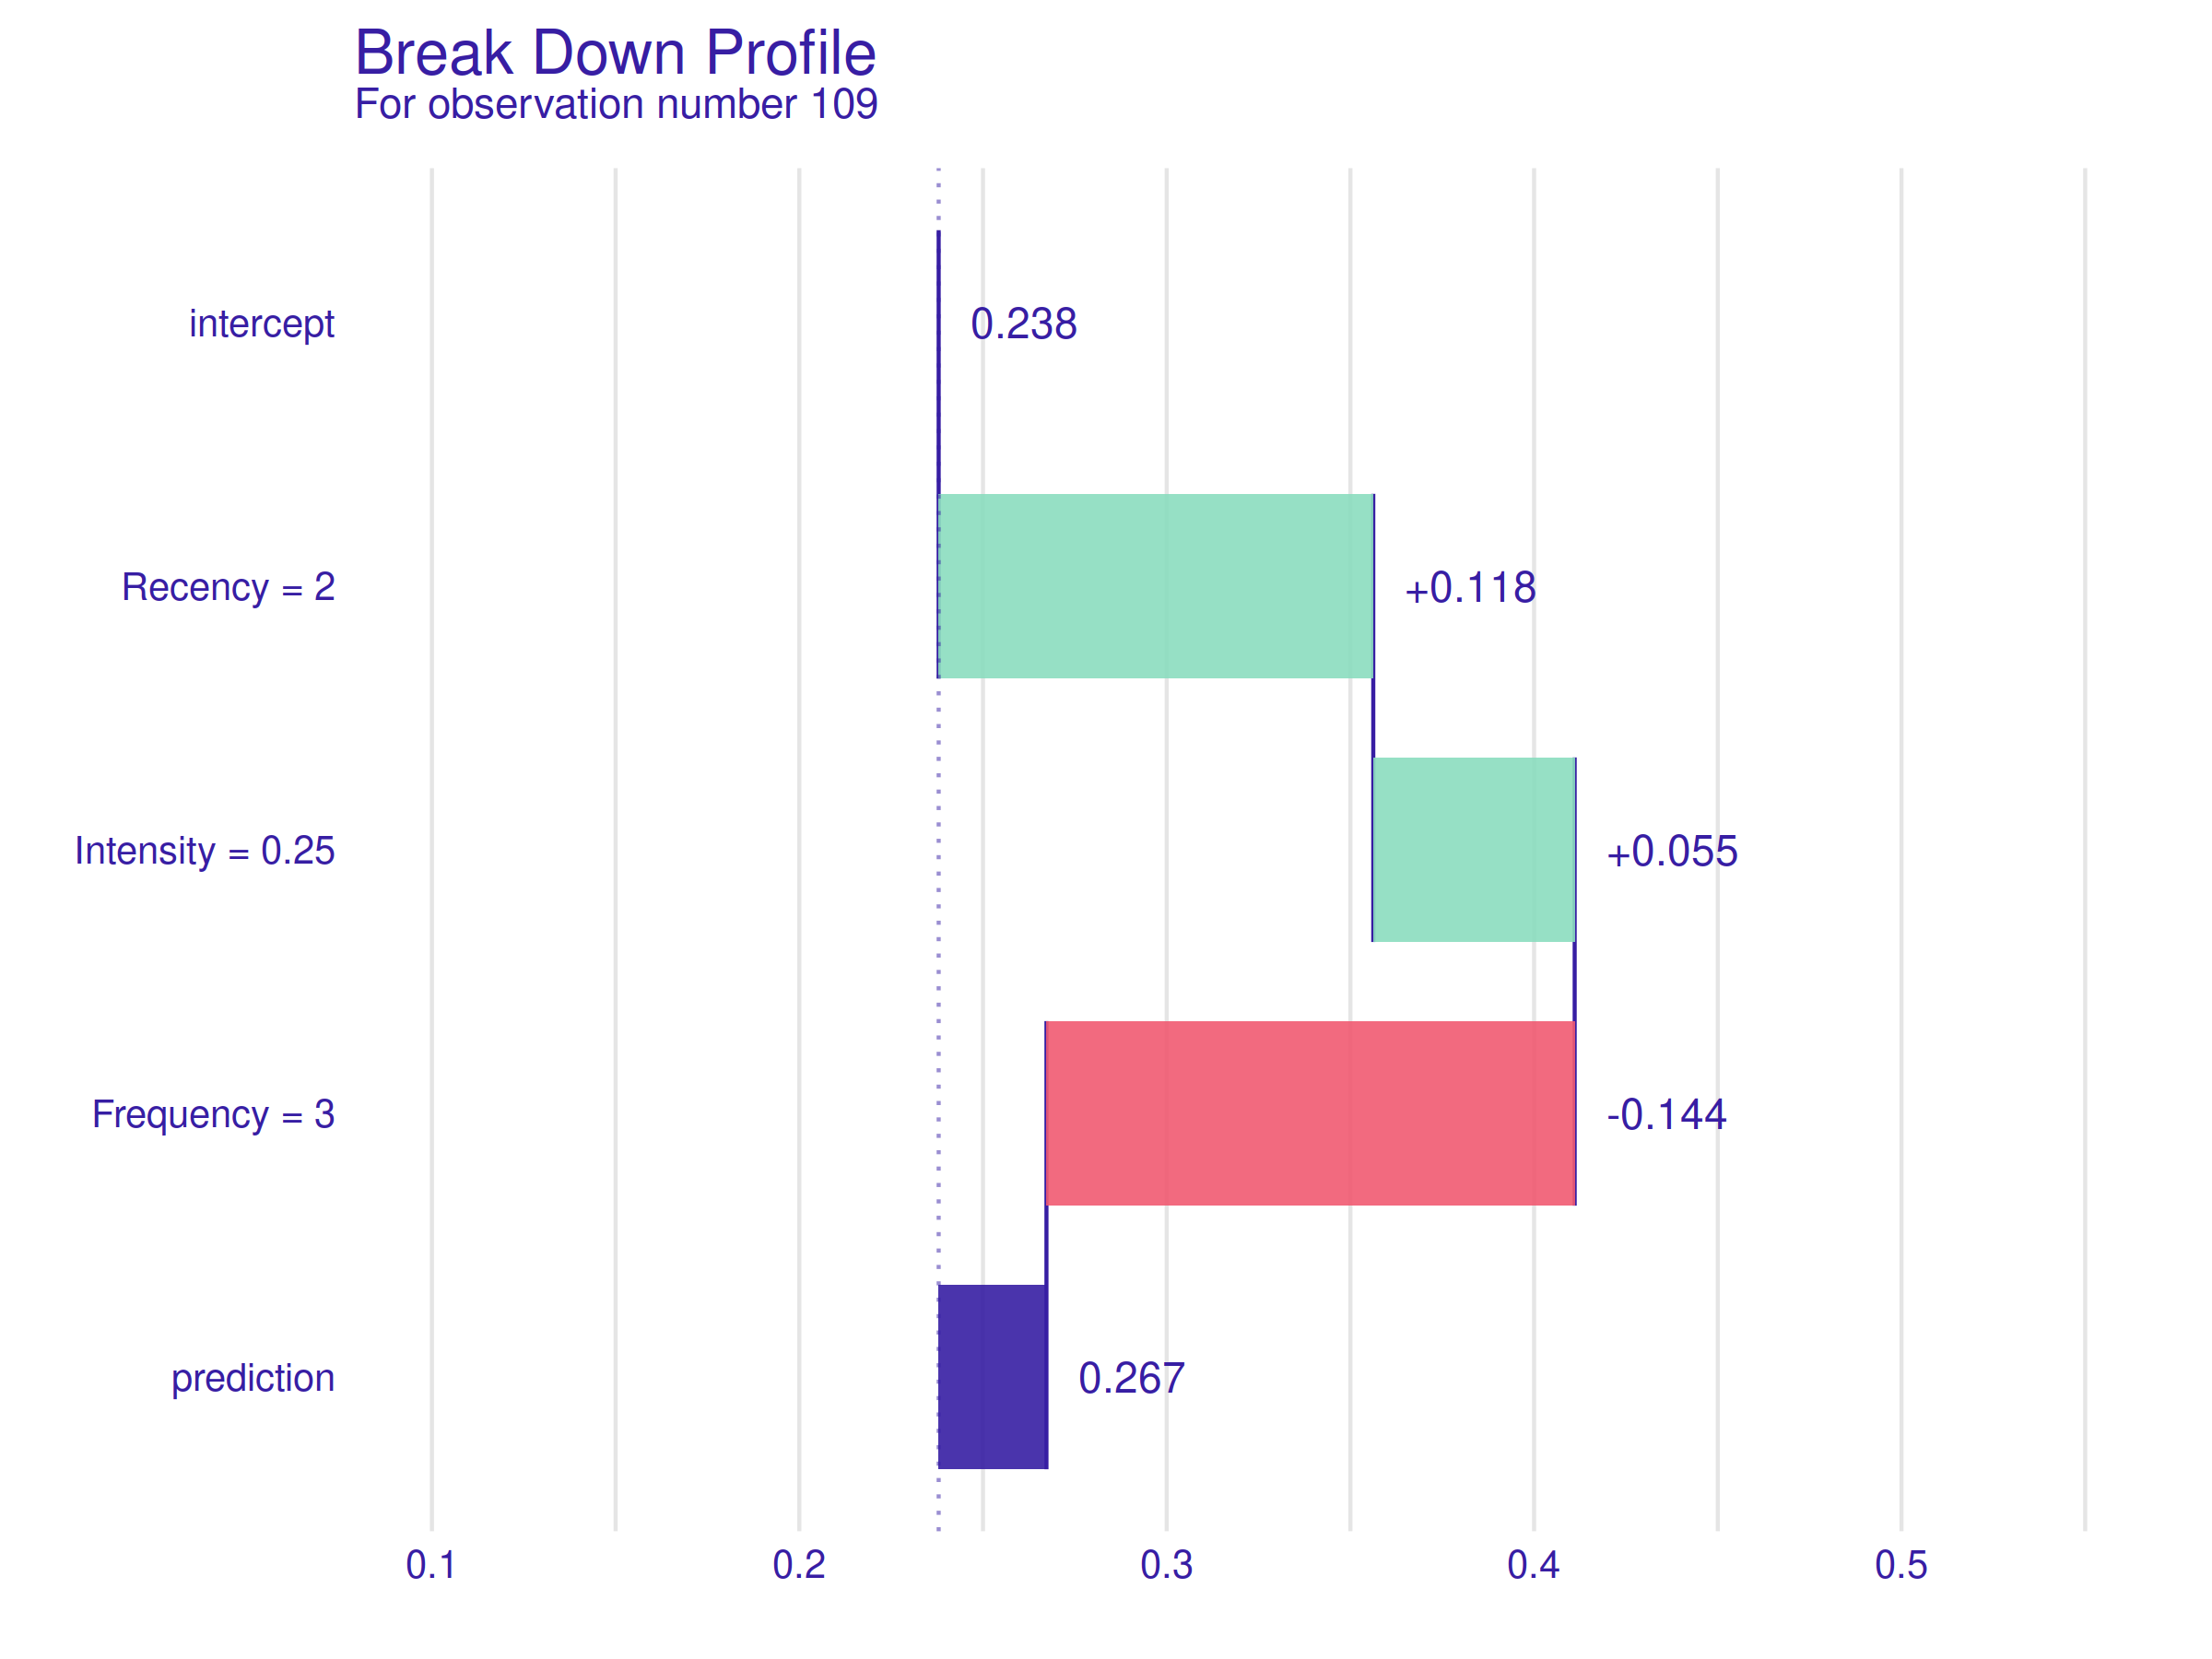 Break Down Profile
For observation number 109
intercept
0.238
Recency = 2
+0.118
Intensity = 0.25
+0.055
Frequency = 3
-0.144
prediction
0.267
0.1
0.2
0.3
0.4
0.5